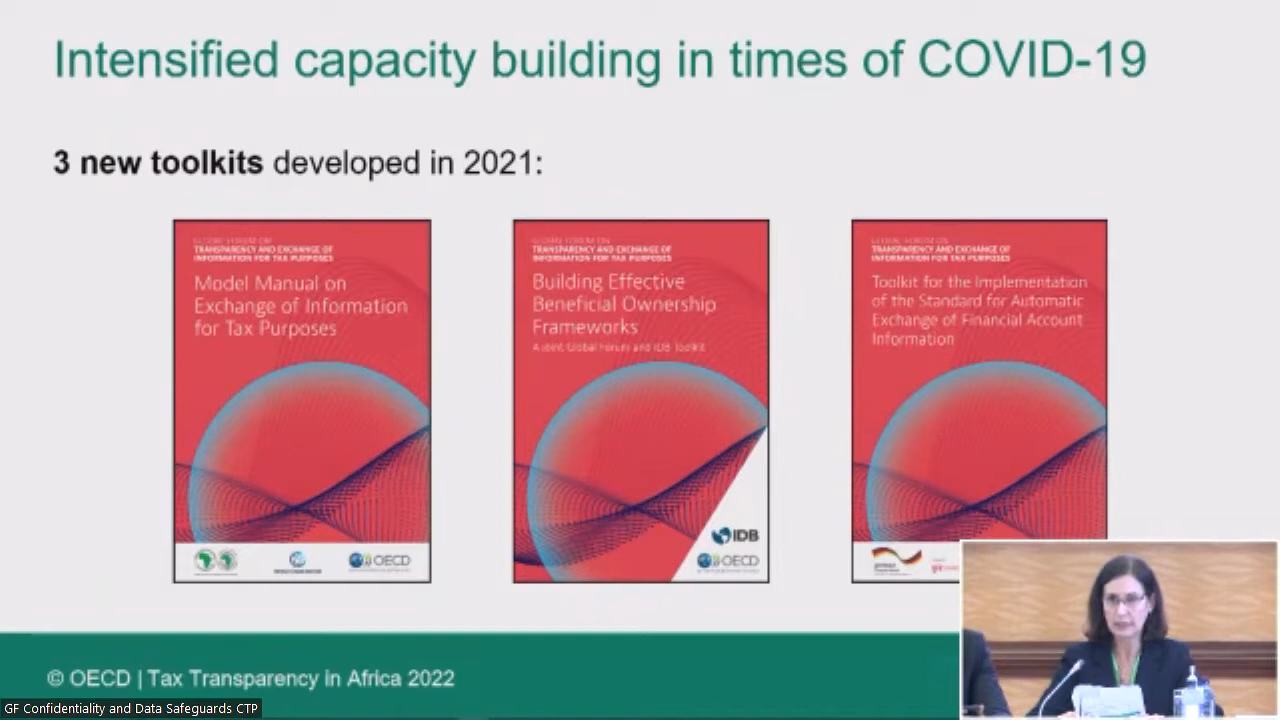 Intensified capacity building in times of COVID-19
3 new toolkits developed in 2021:
GLOBAL FORUM ON
TRANSPARENCY AND EXCHANGE OF
INFORMATION FOR TAX PURPOSES
Model Manual on
Exchange of Information
for Tax Purposes
OECD
GLOBAL FORUM ON
TRANSPARENCY AND EXCHANGE OF
INFORMATION FOR TAX PURPOSES
Building Effective
Beneficial Ownership
Frameworks
A Joint Global Forum and IDB Toolkit
IDB
OECD
GLOBAL FORUM ON
TRANSPARENCY AND EXCHANGE OF
INFORMATION FOR TAX PURPOSES
Toolkit for the Implementation
of the Standard for Automatic
Exchange of Financial Account
Information
© OECD | Tax Transparency in Africa 2022
GF Confidentiality and Data Safeguards CTP